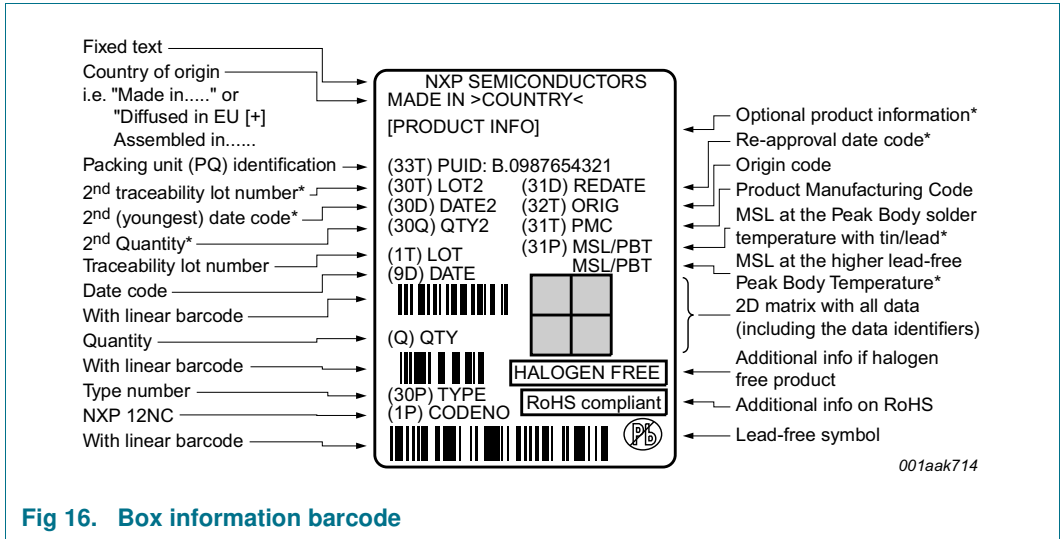 Fixed text
Country of origin
i.e. "Made in....." or
"Diffused in EU [+]
Assembled in......
Packing unit (PQ) identification
2nd traceability lot number*
2nd (youngest) date code*
2nd Quantity*
Traceability lot number
Date code
With linear barcode
Quantity
With linear barcode
Type number
NXP 12NC
With linear barcode
NXP SEMICONDUCTORS
MADE IN >COUNTRY<
[PRODUCT INFO]
(33T) PUID: B.0987654321
(30T) LOT2 (31D) REDATE
(30D) DATE2 (32T) ORIG
(30Q) QTY2 (31T) PMC
(31P) MSL/PBT
(1T) LOT MSL/PBT
(9D) DATE
(Q) QTY
HALOGEN FREE
(30P) TYPE
RoHS compliant
(1P) CODENO
Pb
Optional product information*
Re-approval date code*
Origin code
Product Manufacturing Code
MSL at the Peak Body solder
temperature with tin/lead*
MSL at the higher lead-free
Peak Body Temperature*
2D matrix with all data
(including the data identifiers)
Additional info if halogen
free product
Additional info on RoHS
Lead-free symbol
001aak714
Fig 16. Box information barcode